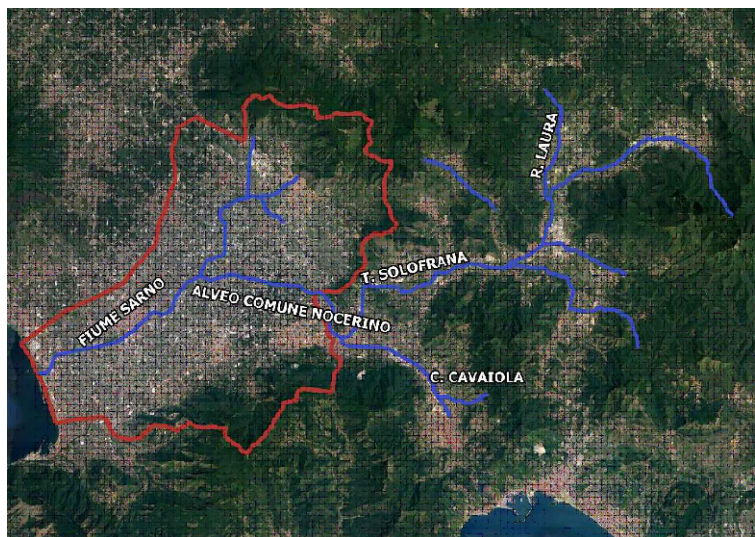 R. LAURA
T. SOLOFRANA
FIUME SARNO
ALVEO COMUNE NOCERINO
C. CAVAIOLA